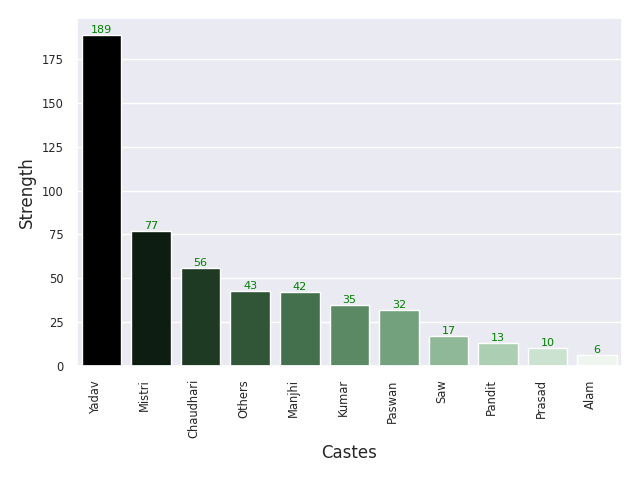 189
175
150
125
100
75
50
25
0
77
56
43
42
35
32
17
13
10
6
Strength
Yadav
Mistri
Chaudhari
Others
Manjhi
Kumar
Paswan
Saw
Pandit
Prasad
Alam
Castes